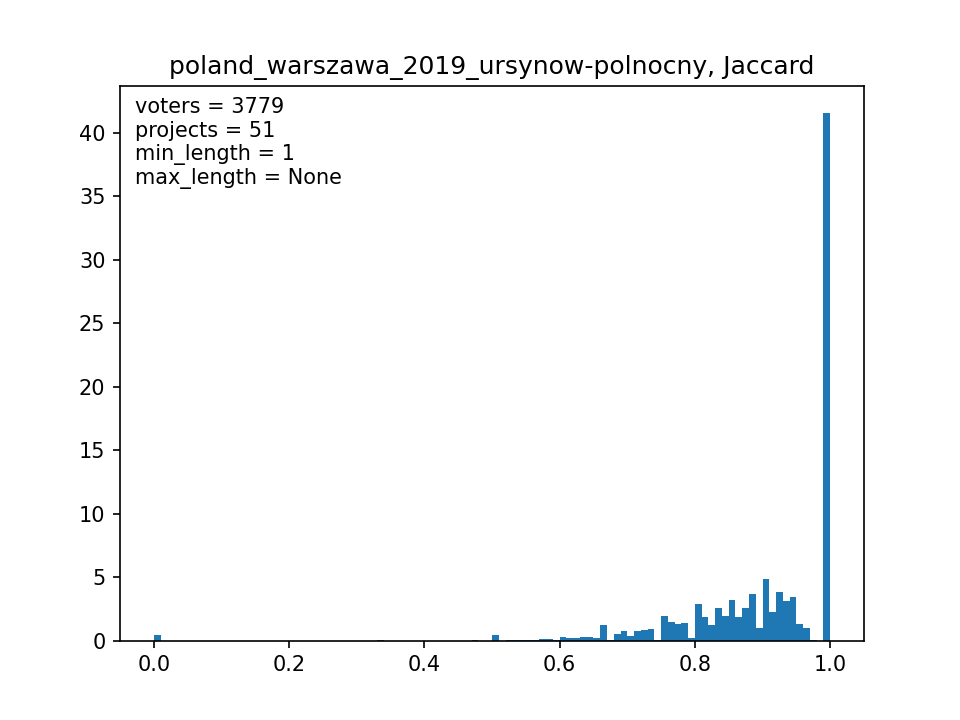 poland_warszawa_2019_ursynow-polnocny, Jaccard
voters = 3779
projects = 51
min_length = 1
max_length = None
40
35
30
25
20
15
10
5
0
0.0 0.2 0.4 0.6 0.8 1.0